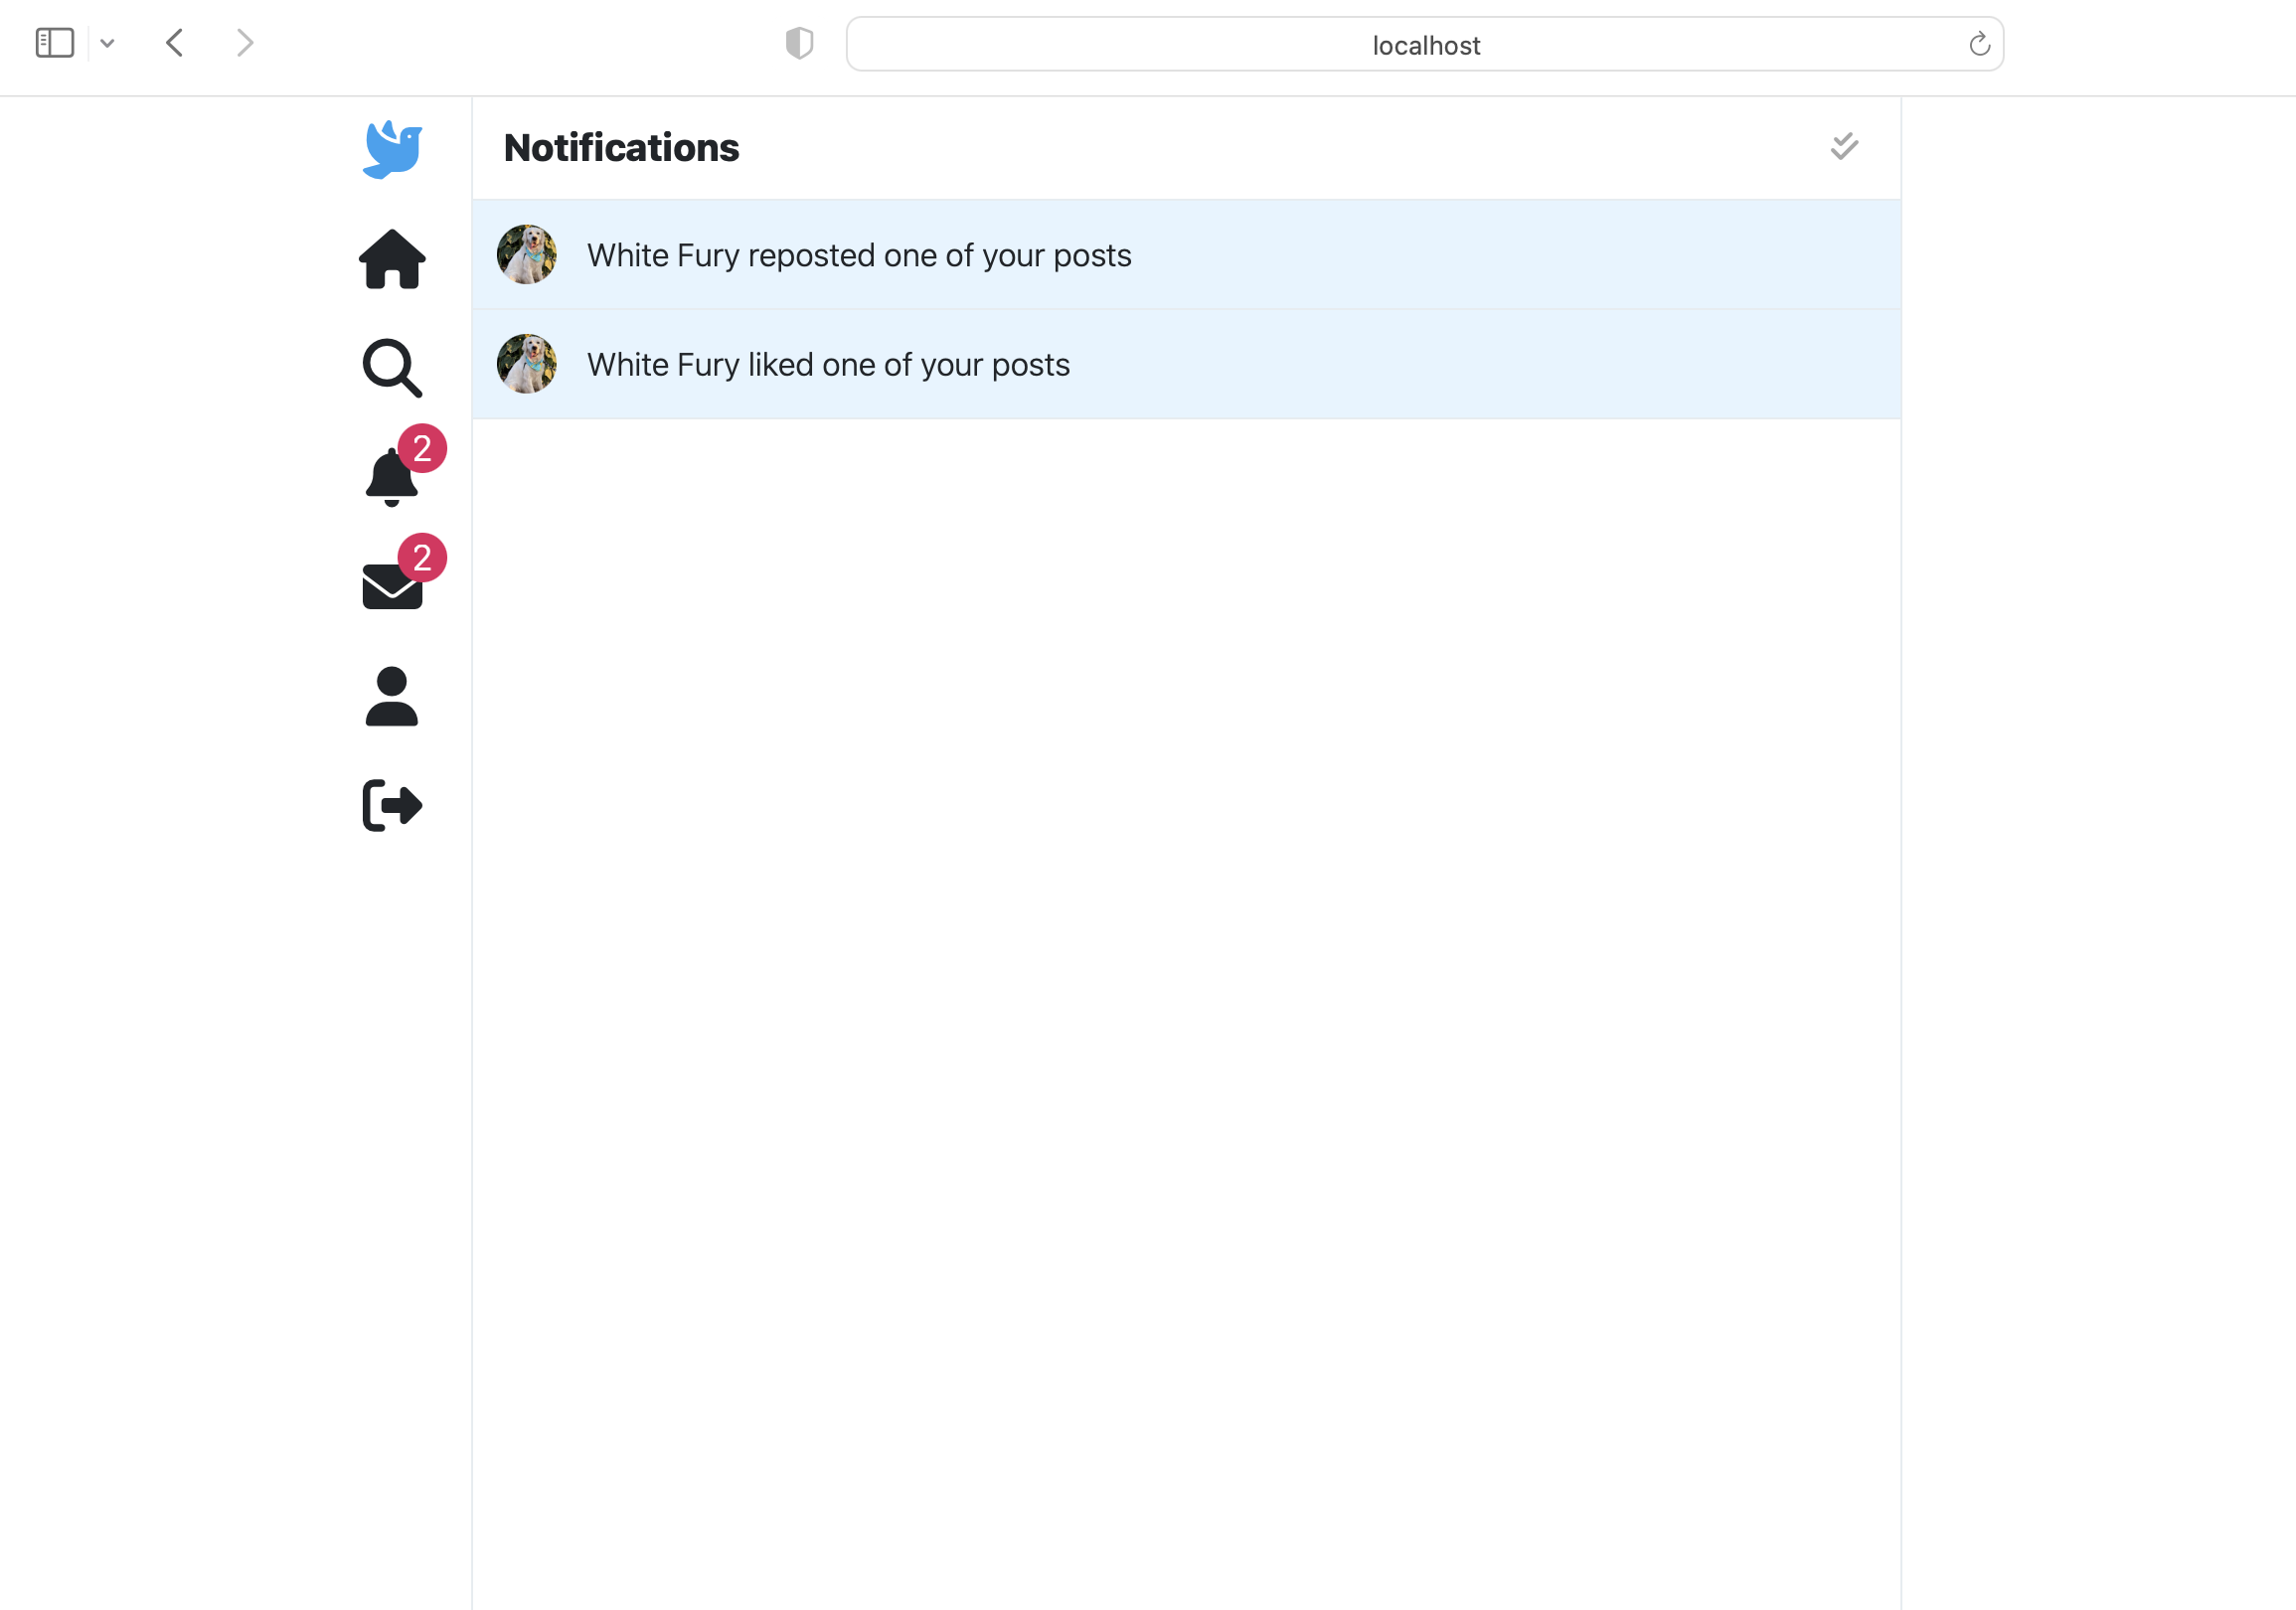 localhost
Notifications
White Fury reposted one of your posts
White Fury liked one of your posts
2
2